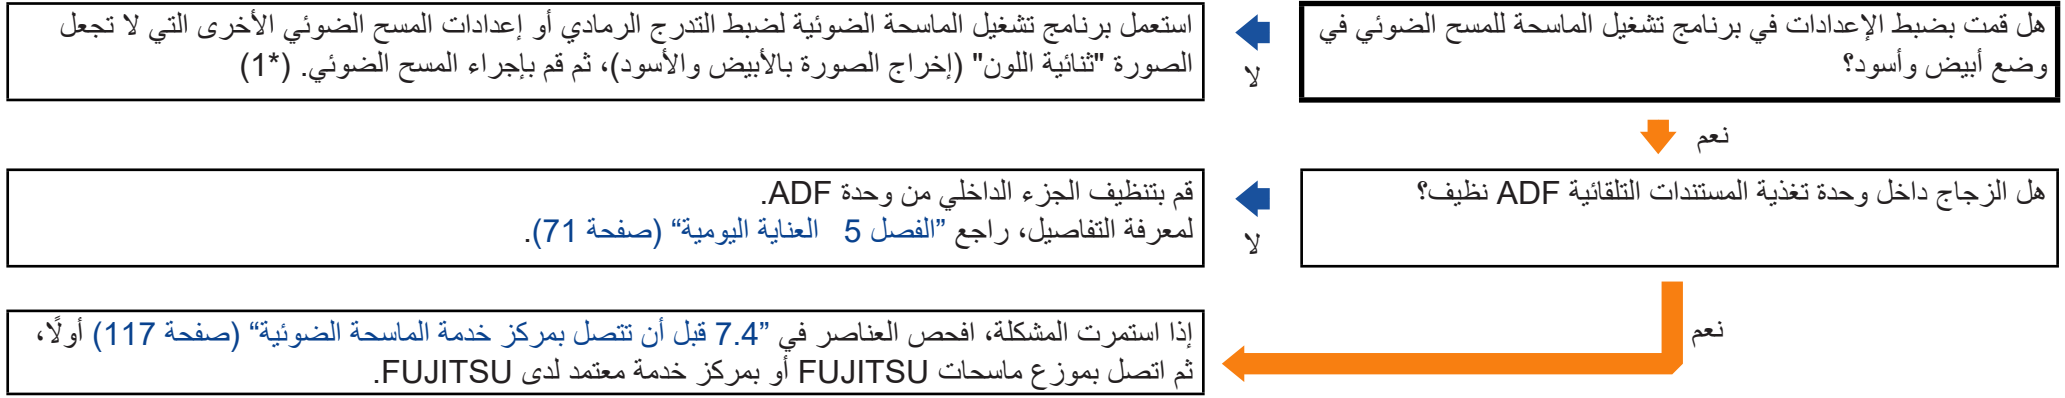 هل قمت بضبط الإعدادات في برنامج تشغيل الماسحة للمسح الضوئي في
وضع أبيض وأسود؟
لا
استعمل برنامج تشغيل الماسحة الضوئية لضبط التدرج الرمادي أو إعدادات المسح الضوئي الأخرى التي لا تجعل
الصورة "ثنائية اللون" (إخراج الصورة بالأبيض والأسود)، ثم قم بإجراء المسح الضوئي. (*1)
نعم
هل الزجاج داخل وحدة تغذية المستندات التلقائية ADF نظيف؟
لا
قم بتنظيف الجزء الداخلي من وحدة ADF.
لمعرفة التفاصيل، راجع ”الفصل 5 العناية اليومية“ (صفحة 71).
نعم
إذا استمرت المشكلة، افحص العناصر في ”7.4 قبل أن تتصل بمركز خدمة الماسحة الضوئية“ (صفحة 117) أولًا،
ثم اتصل بموزع ماسحات FUJITSU أو بمركز خدمة معتمد لدى FUJITSU.